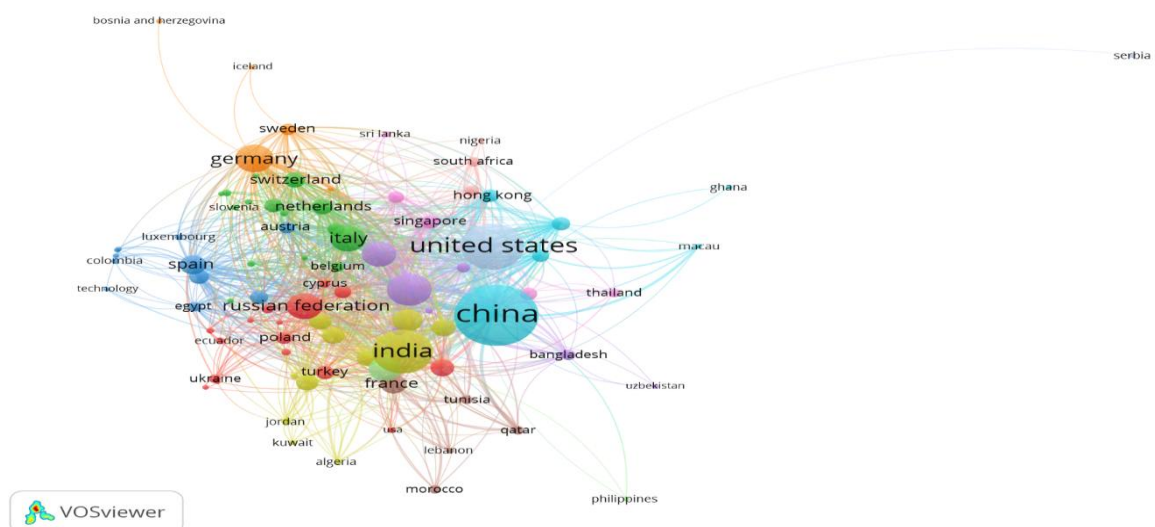 bosnia and herzegovina
serbia
iceland
sweden
sri lanka
nigeria
germany
south africa
switzerland
ghana
hong kong
slovenia
netherlands
singapore
austria
luxembourg
italy
united states
macau
colombia
spain
belgium
cyprus
technology
thailand
egypt
russian federation
china
ecuador
poland
india
bangladesh
ukraine
turkey
france
uzbekistan
tunisia
jordan
usa
qatar
kuwait
lebanon
algeria
morocco
philippines
VOSviewer